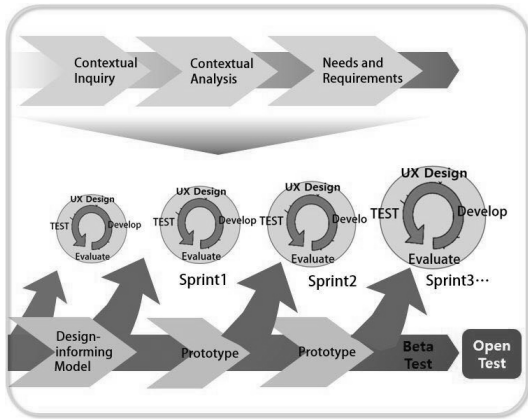 Contextual
Inquiry
Contextual
Analysis
Needs and
Requirements
UX Design
TEST
Develop
Evaluate
UX Design
TEST
Develop
Evaluate
Sprint1
UX Design
TEST
Develo
Evaluate
Sprint2
UX Design
TEST
Develop
Evaluate
Sprint3…
Design-
informing
Model
Prototype
Prototype
Beta
Test
Open
Test